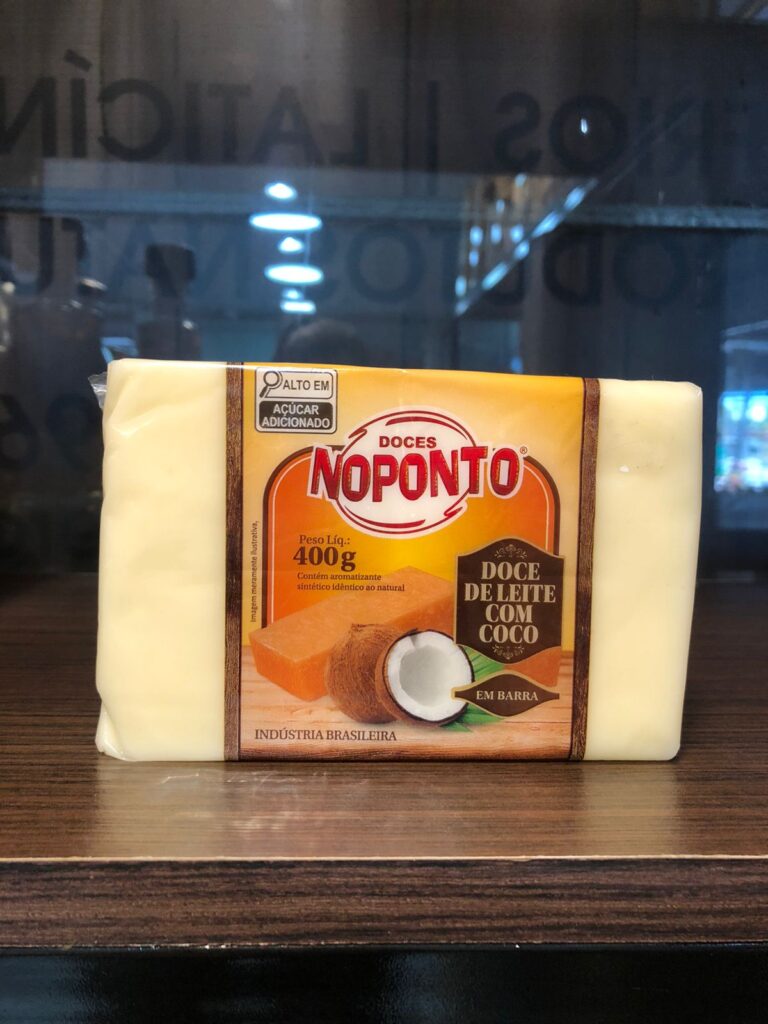 LATICÍN
ALTO EM
AÇÚCAR
ADICIONADO
DOCES
NOPONTO®
Peso Líq.:
400g
Contém aromatizante
sintético idêntico ao natural
Imagem meramente ilustrativa.
DOCE
DE LEITE
COM
COCO
EM BARRA
INDÚSTRIA BRASILEIRA